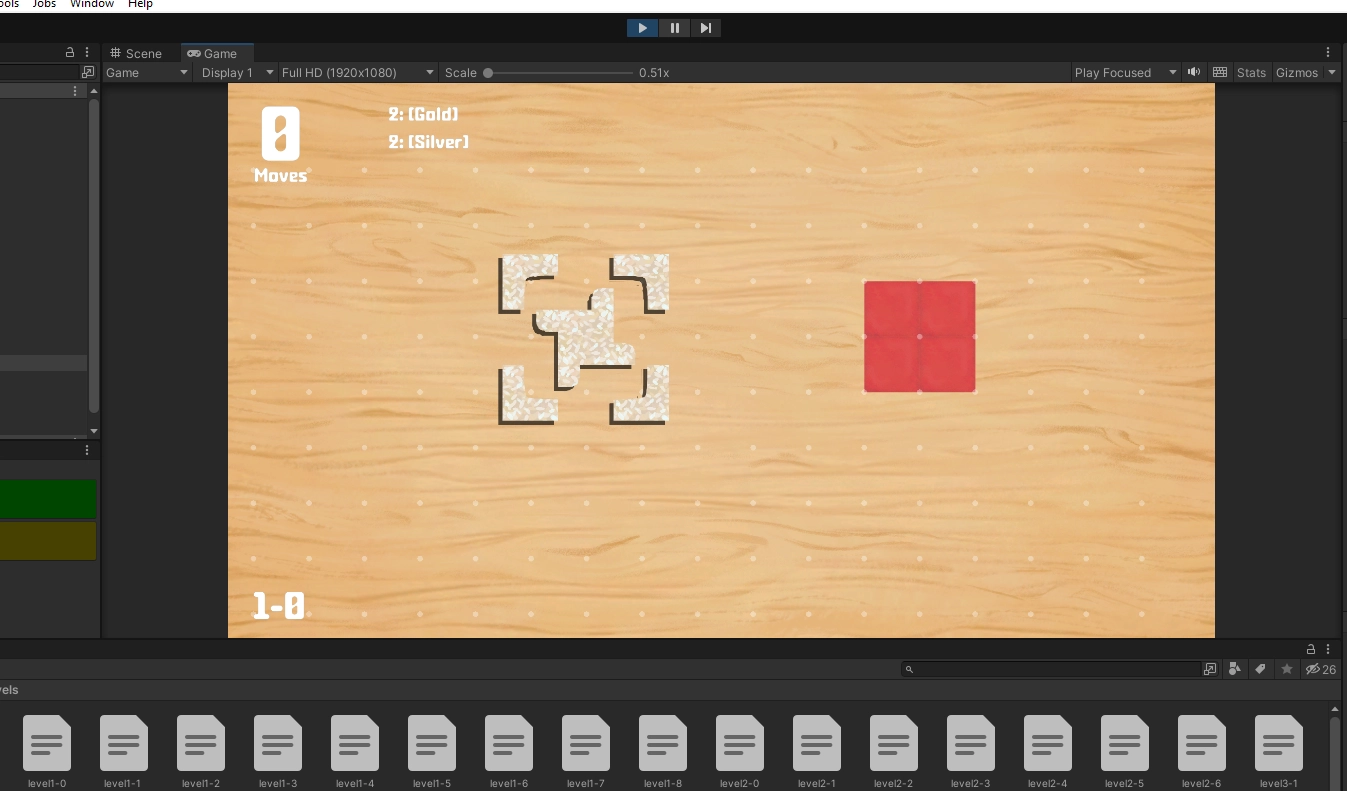 ools Jobs Window Help
Scene Game
Game Display 1 Full HD (1920x1080) Scale 0.51x Play Focused Stats Gizmos
0
Moves
2: [Gold]
2: [Silver]
1-0
26
vels
level1-0 level1-1 level1-2 level1-3 level1-4 level1-5 level1-6 level1-7 level1-8 level2-0 level2-1 level2-2 level2-3 level2-4 level2-5 level2-6 level3-1